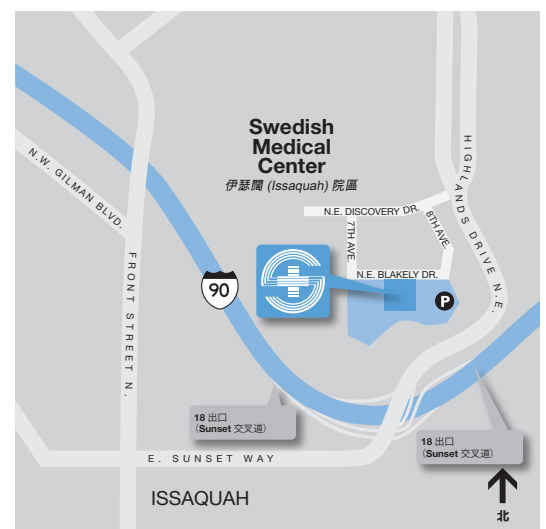 Swedish
Medical
Center
伊瑟闊 (Issaquah) 院區
N.W. GILMAN BLVD.
HIGHLANDS DRIVE N.E.
N.E. DISCOVERY DR.
7TH AVE.
8TH AVE.
N.E. BLAKELY DR.
FRONT STREET N.
90
P
18 出口
(Sunset 交叉道)
18 出口
(Sunset 交叉道)
E. SUNSET WAY
ISSAQUAH
北